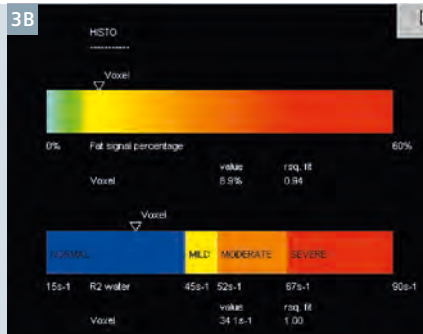 3B
HISTO
Voxel
0% Fat signal percentage 60%
value rsq. fit
Voxel 8.9% 0.94
Voxel
NORMAL MILD MODERATE SEVERE
15s-1 R2 water 45s-1 52s-1 67s-1 90s-1
value rsq. fit
Voxel 34.1s-1 1.00